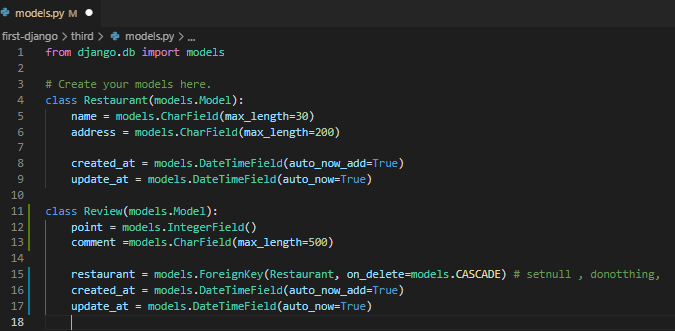 models.py M
first-django > third > models.py > ...
1 from django.db import models
2
3 # Create your models here.
4 class Restaurant(models.Model):
5     name = models.CharField(max_length=30)
6     address = models.CharField(max_length=200)
7
8     created_at = models.DateTimeField(auto_now_add=True)
9     update_at = models.DateTimeField(auto_now=True)
10
11 class Review(models.Model):
12     point = models.IntegerField()
13     comment =models.CharField(max_length=500)
14
15     restaurant = models.ForeignKey(Restaurant, on_delete=models.CASCADE) # setnull , donotthing,
16     created_at = models.DateTimeField(auto_now_add=True)
17     update_at = models.DateTimeField(auto_now=True)
18